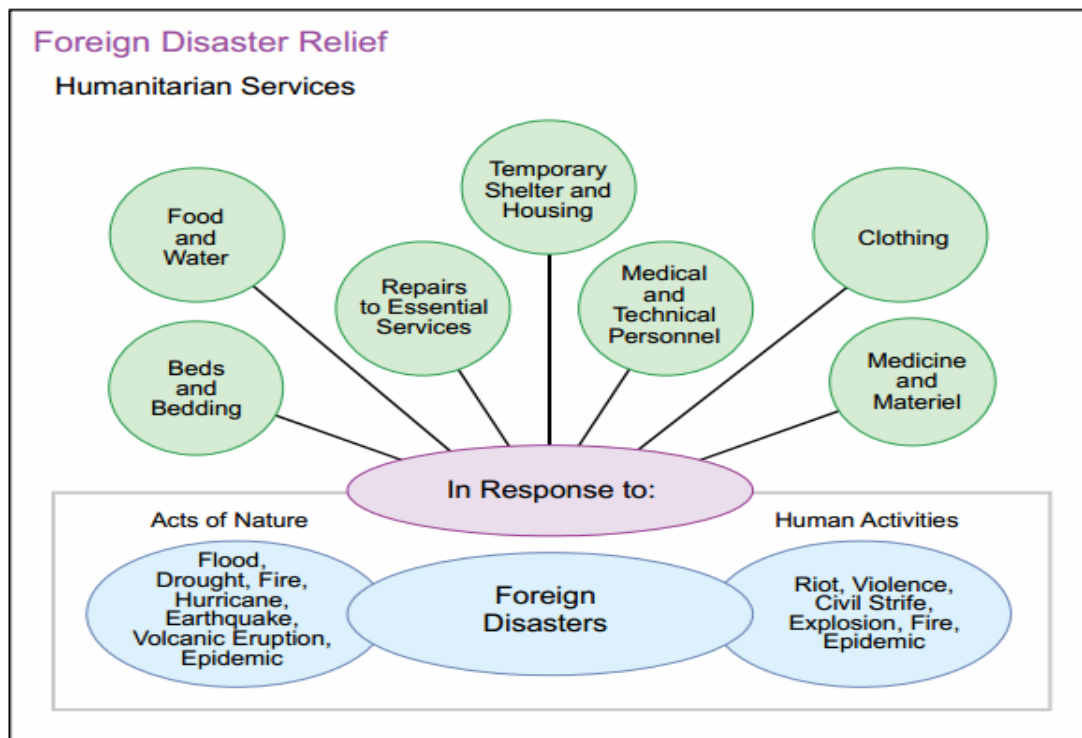 Foreign Disaster Relief
Humanitarian Services
Temporary
Shelter and
Housing
Food
and
Water
Clothing
Repairs
to Essential
Services
Medical
and
Technical
Personnel
Beds
and
Bedding
Medicine
and
Materiel
In Response to:
Acts of Nature
Human Activities
Flood,
Drought, Fire,
Hurricane,
Earthquake,
Volcanic Eruption,
Epidemic
Foreign
Disasters
Riot, Violence,
Civil Strife,
Explosion, Fire,
Epidemic